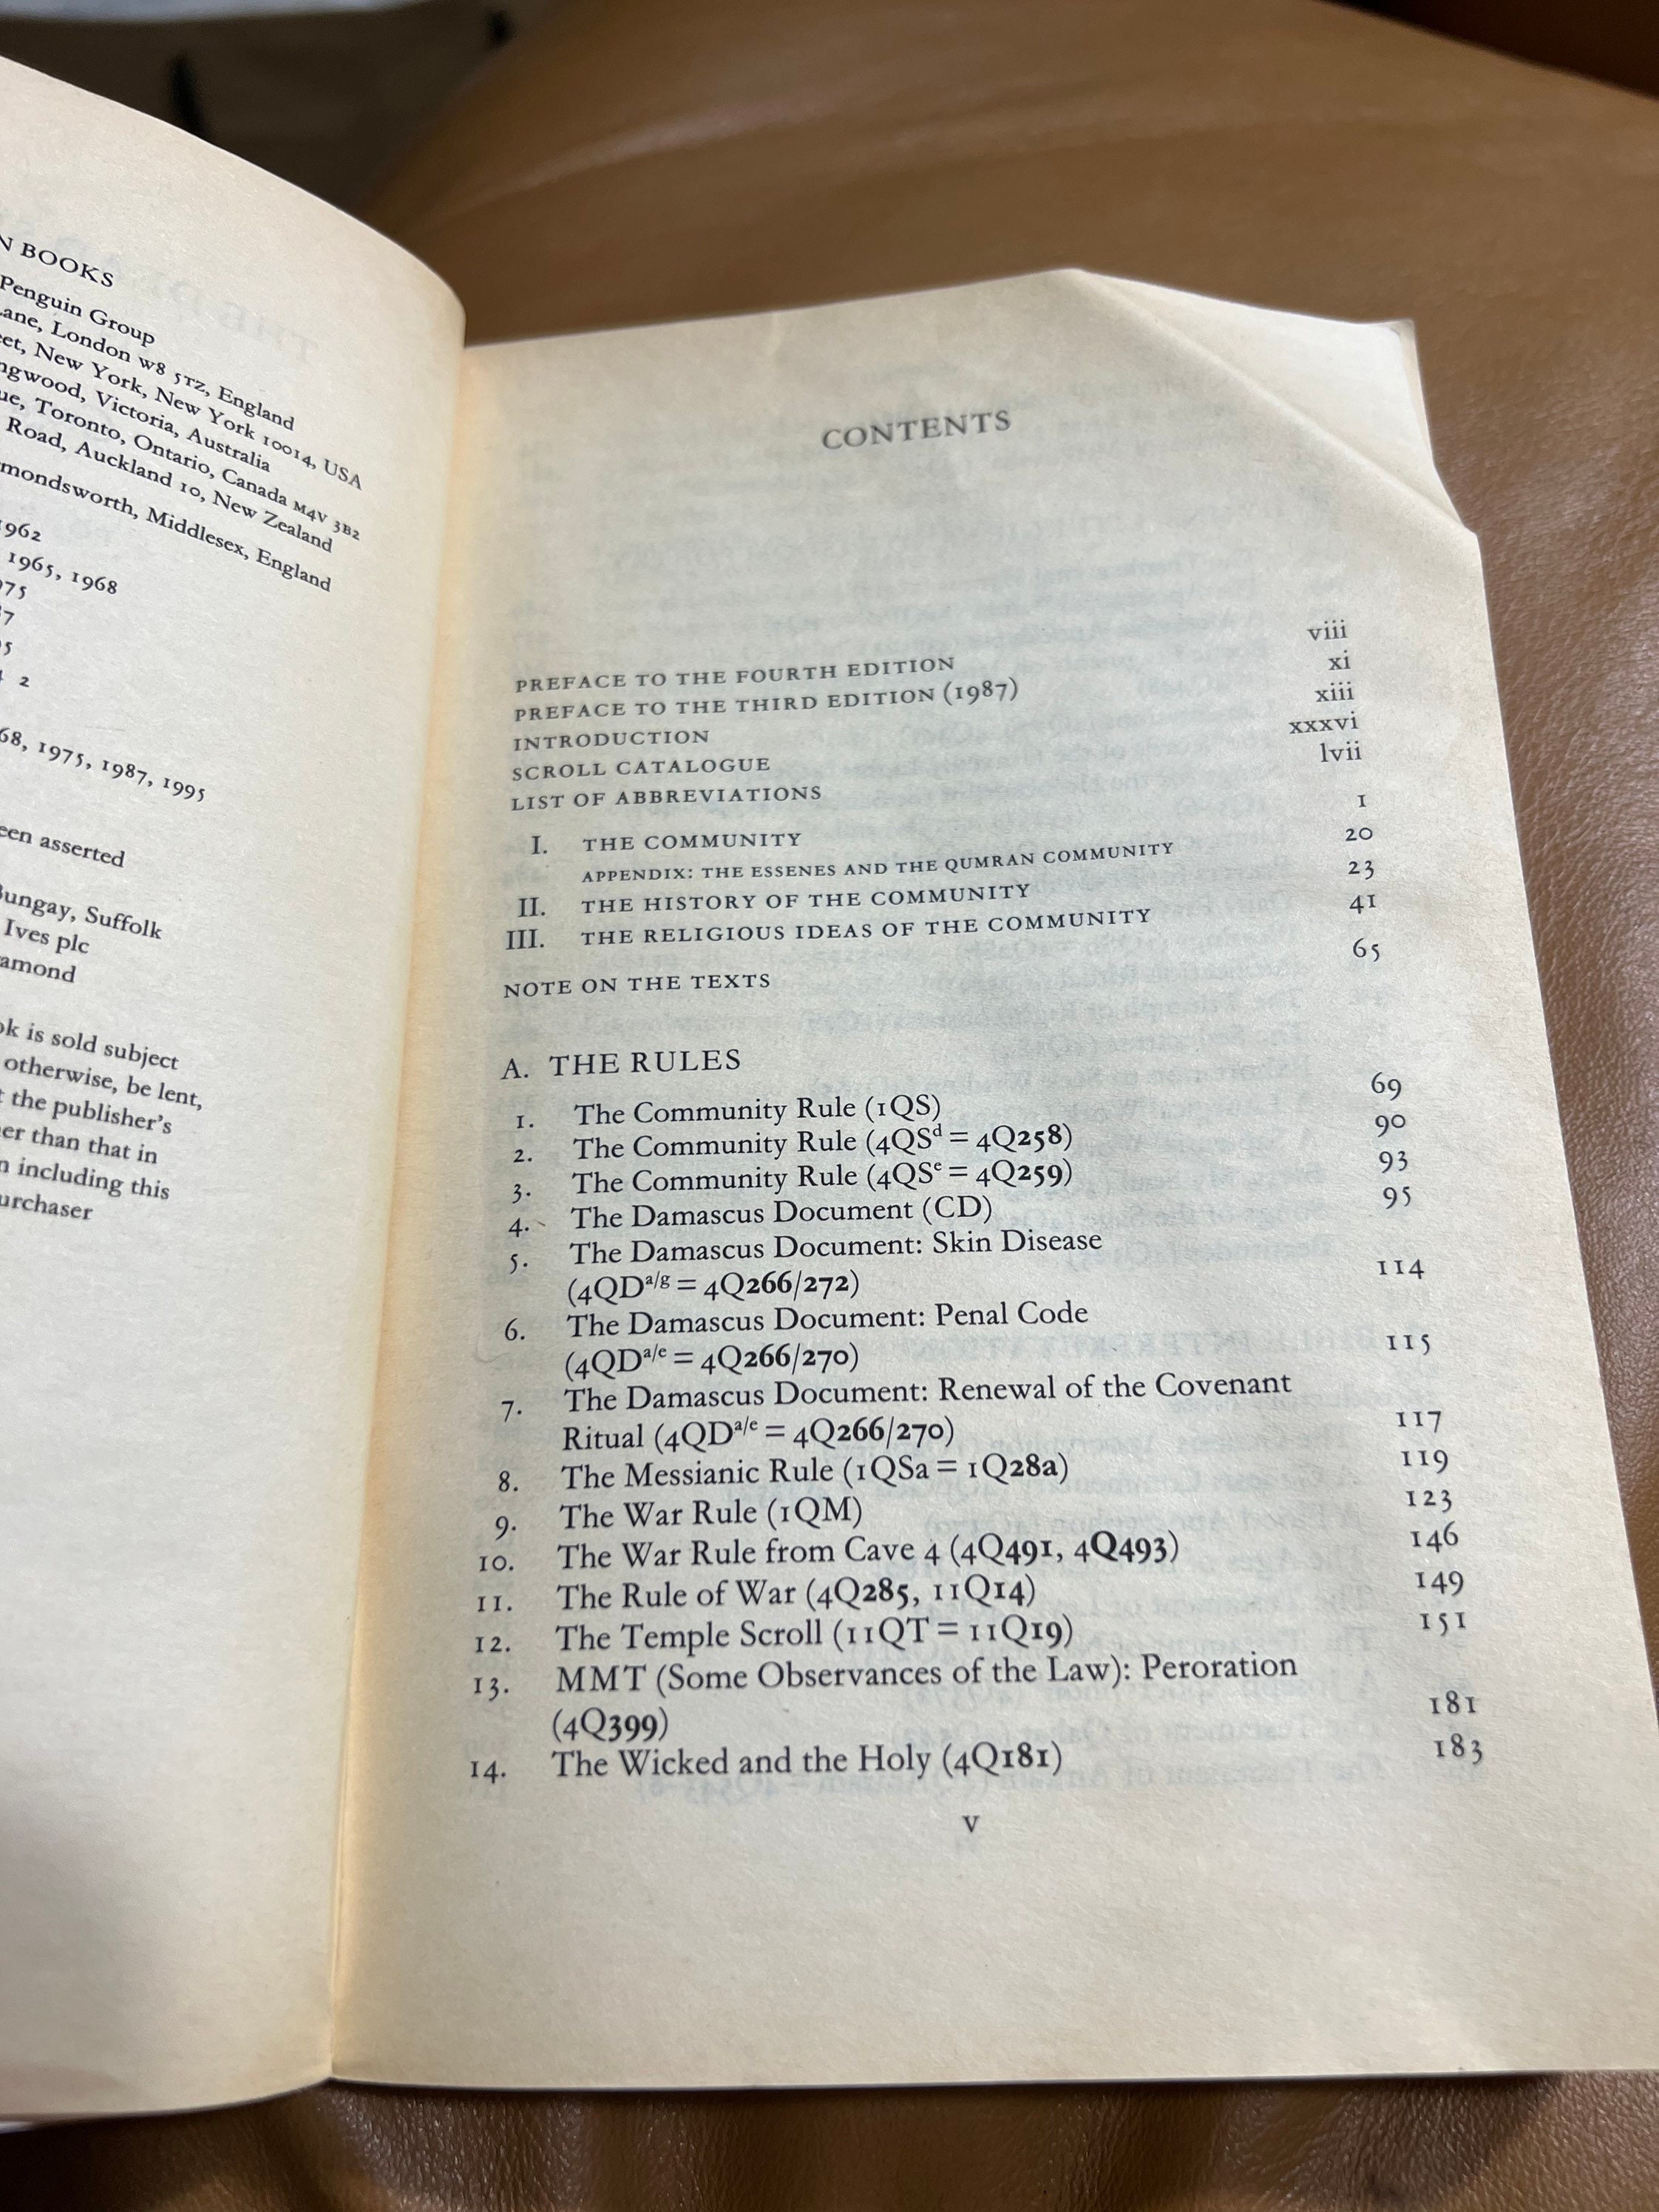 N BOOKS
Penguin Group
Lane, London W8 5TZ, England
eet, New York, New York 10014, USA
ngwood, Victoria, Australia
ue, Toronto, Ontario, Canada M4V 3B2
Road, Auckland 10, New Zealand
mondsworth, Middlesex, England
1962
1965, 1968
975
2
68, 1975, 1987, 1995
een asserted
Bungay, Suffolk
Ives plc
amond
ok is sold subject
otherwise, be lent,
t the publisher's
er than that in
n including this
urchaser
CONTENTS
PREFACE TO THE FOURTH EDITION viii
PREFACE TO THE THIRD EDITION (1987) xi
INTRODUCTION xiii
SCROLL CATALOGUE xxxvi
LIST OF ABBREVIATIONS lvii
I. THE COMMUNITY 1
APPENDIX: THE ESSENES AND THE QUMRAN COMMUNITY 20
II. THE HISTORY OF THE COMMUNITY 23
III. THE RELIGIOUS IDEAS OF THE COMMUNITY 41
NOTE ON THE TEXTS 65
A. THE RULES
1. The Community Rule (1QS) 69
2. The Community Rule (4QSᵈ = 4Q258) 90
3. The Community Rule (4QSᵉ = 4Q259) 93
4. The Damascus Document (CD) 95
5. The Damascus Document: Skin Disease
(4QDᵃ/ᵍ = 4Q266/272) 114
6. The Damascus Document: Penal Code
(4QDᵃ/ᵉ = 4Q266/270) 115
7. The Damascus Document: Renewal of the Covenant
Ritual (4QDᵃ/ᵉ = 4Q266/270) 117
8. The Messianic Rule (1QSa = 1Q28a) 119
9. The War Rule (1QM) 123
10. The War Rule from Cave 4 (4Q491, 4Q493) 146
11. The Rule of War (4Q285, 11Q14) 149
12. The Temple Scroll (11QT = 11Q19) 151
13. MMT (Some Observances of the Law): Peroration
(4Q399) 181
14. The Wicked and the Holy (4Q181) 183
v